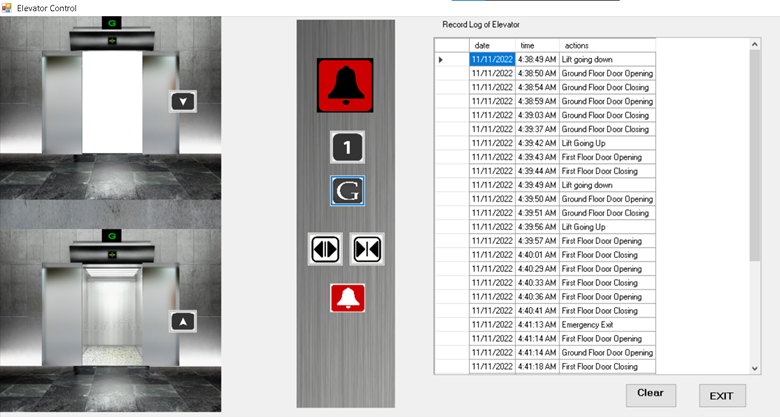 Elevator Control
G
G
1
G
Record Log of Elevator
date time actions
11/11/2022 4:38:49 AM Lift going down
11/11/2022 4:38:50 AM Ground Floor Door Opening
11/11/2022 4:38:54 AM Ground Floor Door Closing
11/11/2022 4:38:59 AM Ground Floor Door Opening
11/11/2022 4:39:03 AM Ground Floor Door Closing
11/11/2022 4:39:37 AM Ground Floor Door Closing
11/11/2022 4:39:42 AM Lift Going Up
11/11/2022 4:39:43 AM First Floor Door Opening
11/11/2022 4:39:44 AM First Floor Door Closing
11/11/2022 4:39:49 AM Lift going down
11/11/2022 4:39:50 AM Ground Floor Door Opening
11/11/2022 4:39:51 AM Ground Floor Door Closing
11/11/2022 4:39:56 AM Lift Going Up
11/11/2022 4:39:57 AM First Floor Door Opening
11/11/2022 4:40:01 AM First Floor Door Closing
11/11/2022 4:40:29 AM First Floor Door Opening
11/11/2022 4:40:33 AM First Floor Door Closing
11/11/2022 4:40:36 AM First Floor Door Opening
11/11/2022 4:40:41 AM First Floor Door Closing
11/11/2022 4:41:13 AM Emergency Exit
11/11/2022 4:41:14 AM First Floor Door Opening
11/11/2022 4:41:14 AM Ground Floor Door Opening
11/11/2022 4:41:18 AM First Floor Door Closing
Clear
EXIT